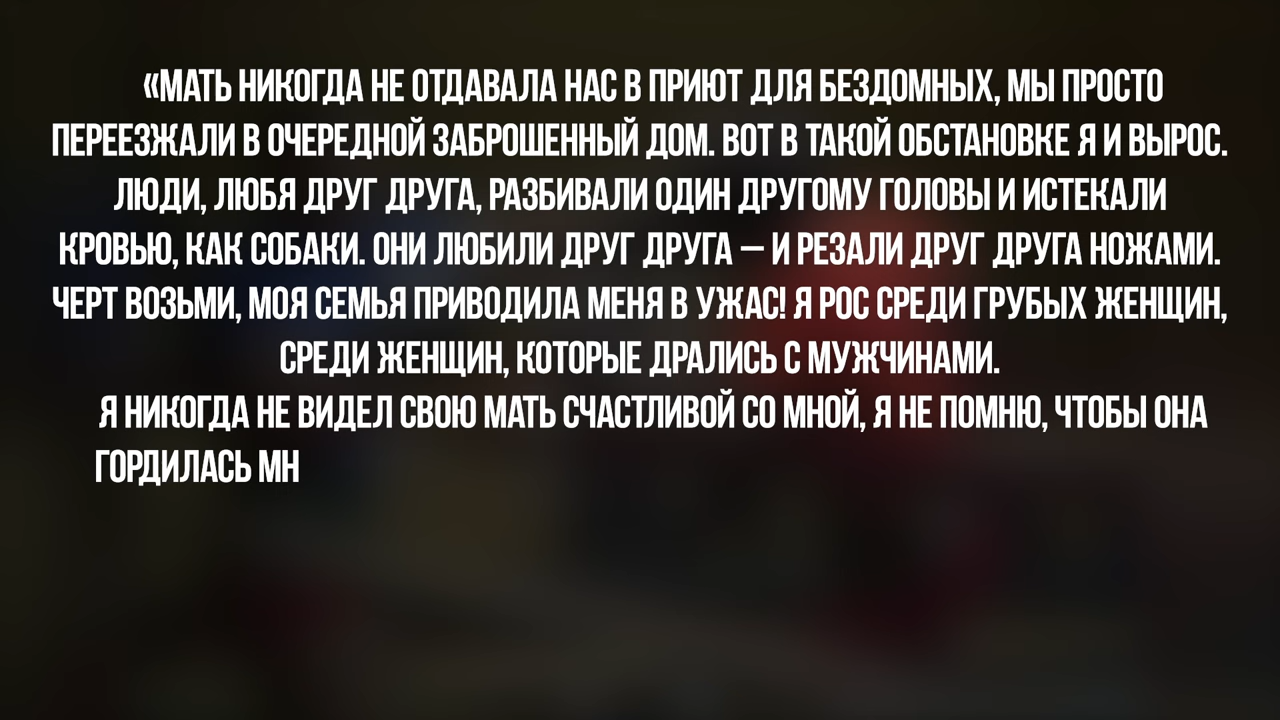 «МАТЬ НИКОГДА НЕ ОТДАВАЛА НАС В ПРИЮТ ДЛЯ БЕЗДОМНЫХ, МЫ ПРОСТО
ПЕРЕЕЗЖАЛИ В ОЧЕРЕДНОЙ ЗАБРОШЕННЫЙ ДОМ. ВОТ В ТАКОЙ ОБСТАНОВКЕ Я И ВЫРОС.
ЛЮДИ, ЛЮБЯ ДРУГ ДРУГА, РАЗБИВАЛИ ОДИН ДРУГОМУ ГОЛОВЫ И ИСТЕКАЛИ
КРОВЬЮ, КАК СОБАКИ. ОНИ ЛЮБИЛИ ДРУГ ДРУГА – И РЕЗАЛИ ДРУГ ДРУГА НОЖАМИ.
ЧЕРТ ВОЗЬМИ, МОЯ СЕМЬЯ ПРИВОДИЛА МЕНЯ В УЖАС! Я РОС СРЕДИ ГРУБЫХ ЖЕНЩИН,
СРЕДИ ЖЕНЩИН, КОТОРЫЕ ДРАЛИСЬ С МУЖЧИНАМИ.
Я НИКОГДА НЕ ВИДЕЛ СВОЮ МАТЬ СЧАСТЛИВОЙ СО МНОЙ, Я НЕ ПОМНЮ, ЧТОБЫ ОНА
ГОРДИЛАСЬ МН